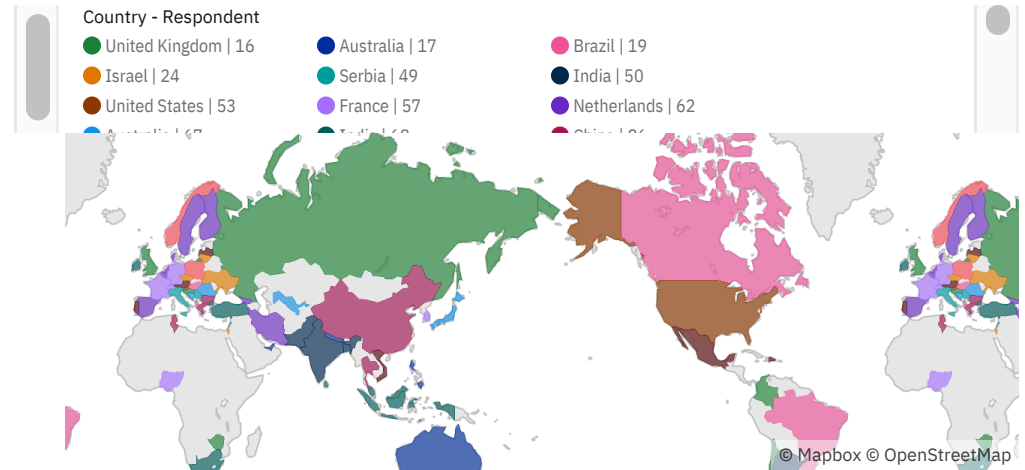 Country - Respondent
United Kingdom | 16 Australia | 17 Brazil | 19
Israel | 24 Serbia | 49 India | 50
United States | 53 France | 57 Netherlands | 62
© Mapbox © OpenStreetMap